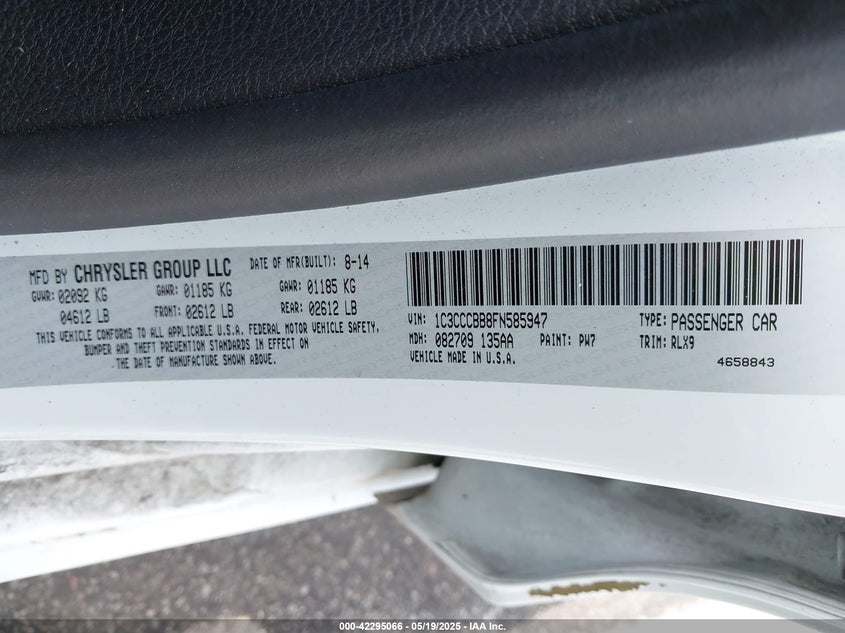 MFD BY CHRYSLER GROUP LLC DATE OF MFR(BUILT): 8-14
GVWR: 02092 KG GAWR: 01185 KG GAWR: 01185 KG
04612 LB FRONT: 02612 LB REAR: 02612 LB
THIS VEHICLE CONFORMS TO ALL APPLICABLE U.S.A. FEDERAL MOTOR VEHICLE SAFETY,
BUMPER AND THEFT PREVENTION STANDARDS IN EFFECT ON
THE DATE OF MANUFACTURE SHOWN ABOVE.
VIN: 1C3CCCBB8FN585947 TYPE: PASSENGER CAR
MDH: 082709 135AA PAINT: PW7 TRIM: RLX9
VEHICLE MADE IN U.S.A. 4658843
000-42295066 - 05/19/2025 - IAA Inc.